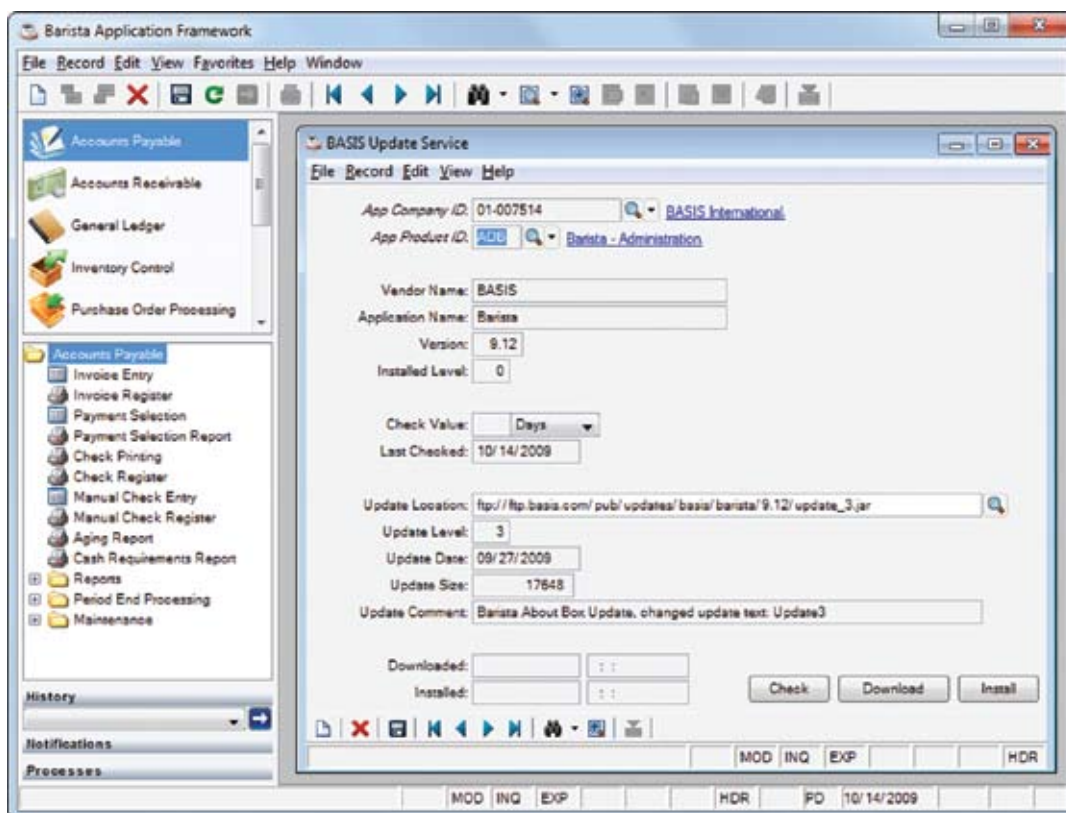 Barista Application Framework
File Record Edit View Favorites Help Window
Accounts Payable
Accounts Receivable
General Ledger
Inventory Control
Purchase Order Processing
Accounts Payable
Invoice Entry
Invoice Register
Payment Selection
Payment Selection Report
Check Printing
Check Register
Manual Check Entry
Manual Check Register
Aging Report
Cash Requirements Report
Reports
Period End Processing
Maintenance
History
Notifications
Processes
BASIS Update Service
File Record Edit View Help
App Company ID: 01-007514 BASIS International
App Product ID: ADB Barista - Administration
Vendor Name: BASIS
Application Name: Barista
Version: 9.12
Installed Level: 0
Check Value: Days
Last Checked: 10/14/2009
Update Location: ftp://ftp.basis.com/pub/updates/basis/barista/9.12/update_3.jar
Update Level: 3
Update Date: 09/27/2009
Update Size: 17648
Update Comment: Barista About Box Update, changed update text: Update3
Downloaded: : :
Installed: : : Check Download Install
MOD INQ EXP HDR
MOD INQ EXP HDR PD 10/14/2009